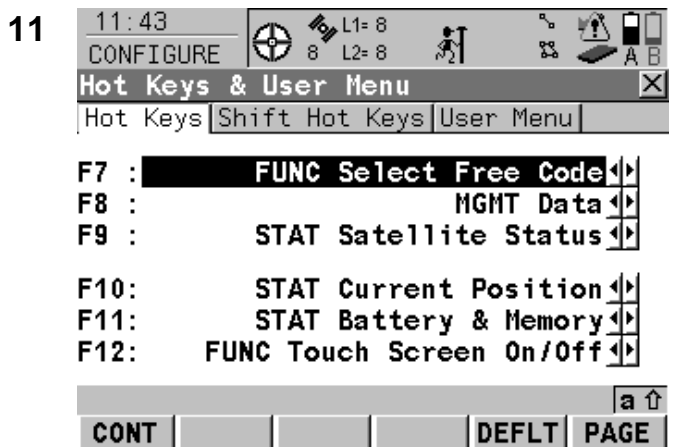 11
11:43 L1= 8
CONFIGURE 8 L2= 8 A B
Hot Keys & User Menu
Hot Keys Shift Hot Keys User Menu
F7 : FUNC Select Free Code
F8 : MGMT Data
F9 : STAT Satellite Status
F10: STAT Current Position
F11: STAT Battery & Memory
F12: FUNC Touch Screen On/Off
a
CONT DEFLT PAGE